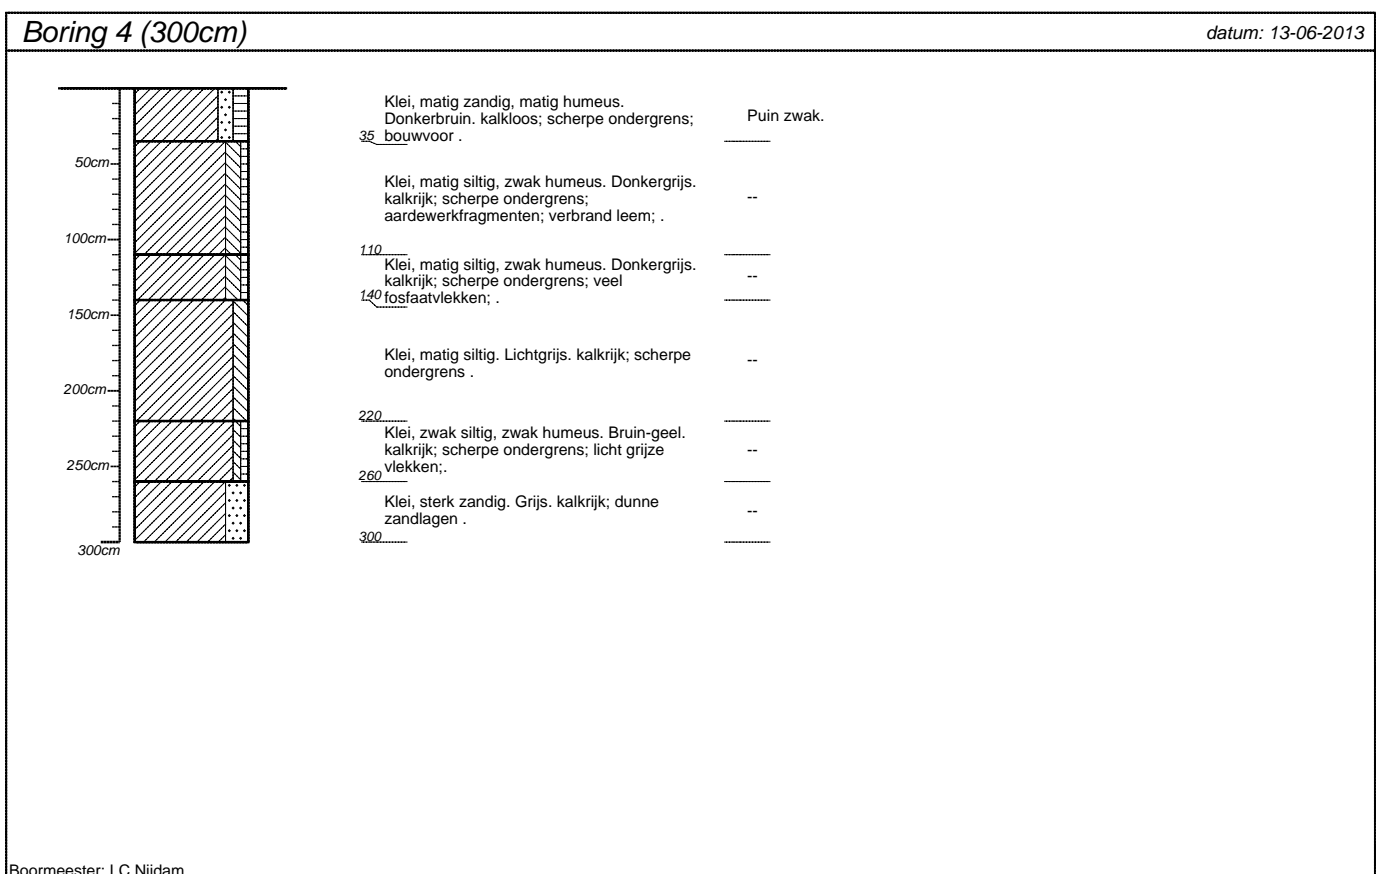 Boring 4 (300cm)
datum: 13-06-2013
Klei, matig zandig, matig humeus.
Donkerbruin. kalkloos; scherpe ondergrens;
bouwvoor .
Puin zwak.
35
50cm
Klei, matig siltig, zwak humeus. Donkergrijs.
kalkrijk; scherpe ondergrens;
aardewerkfragmenten; verbrand leem; .
--
100cm
110
Klei, matig siltig, zwak humeus. Donkergrijs.
kalkrijk; scherpe ondergrens; veel
fosfaatvlekken; .
--
140
150cm
Klei, matig siltig. Lichtgrijs. kalkrijk; scherpe
ondergrens .
--
200cm
220
Klei, zwak siltig, zwak humeus. Bruin-geel.
kalkrijk; scherpe ondergrens; licht grijze
vlekken;.
--
250cm
260
Klei, sterk zandig. Grijs. kalkrijk; dunne
zandlagen .
--
300
300cm
Boormeester: LC Nijdam